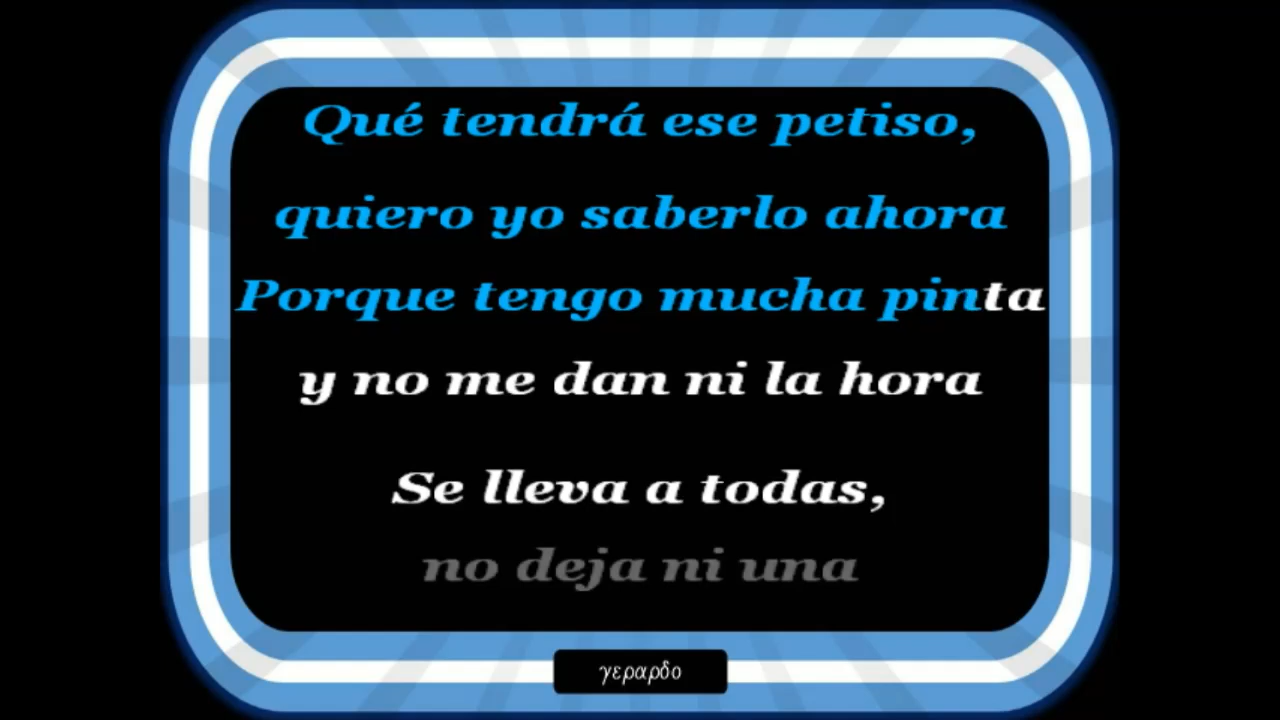 Qué tendrá ese petiso,
quiero yo saberlo ahora
Porque tengo mucha pinta
y no me dan ni la hora
Se lleva a todas,
no deja ni una
γεραρδο